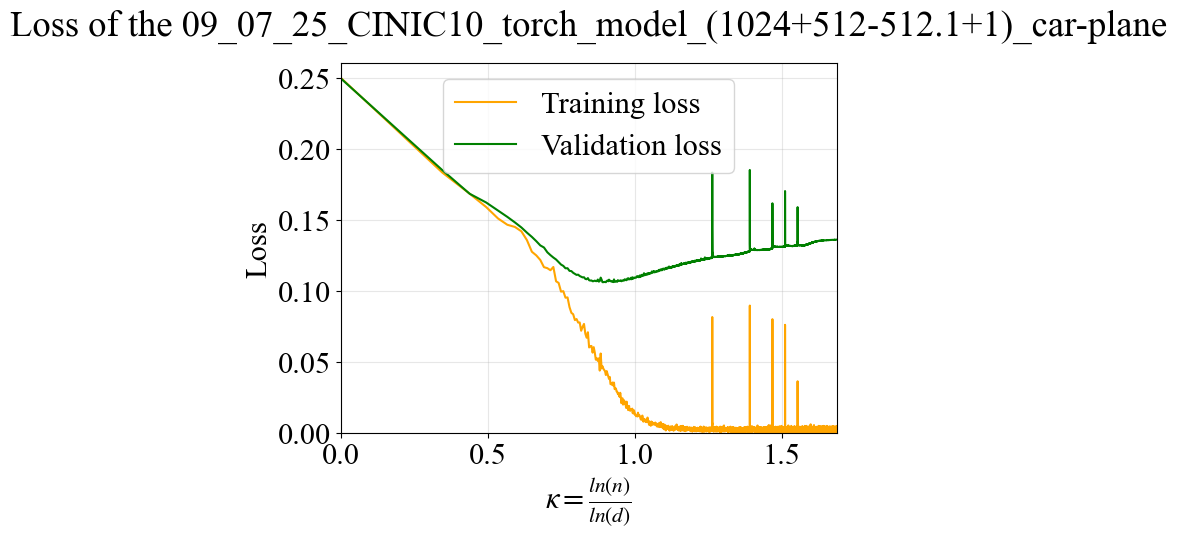 Loss of the 09_07_25_CINIC10_torch_model_(1024+512-512.1+1)_car-plane
Training loss
Validation loss
Loss
0.25
0.20
0.15
0.10
0.05
0.00
0.0 0.5 1.0 1.5
κ = ln(n)/ln(d)